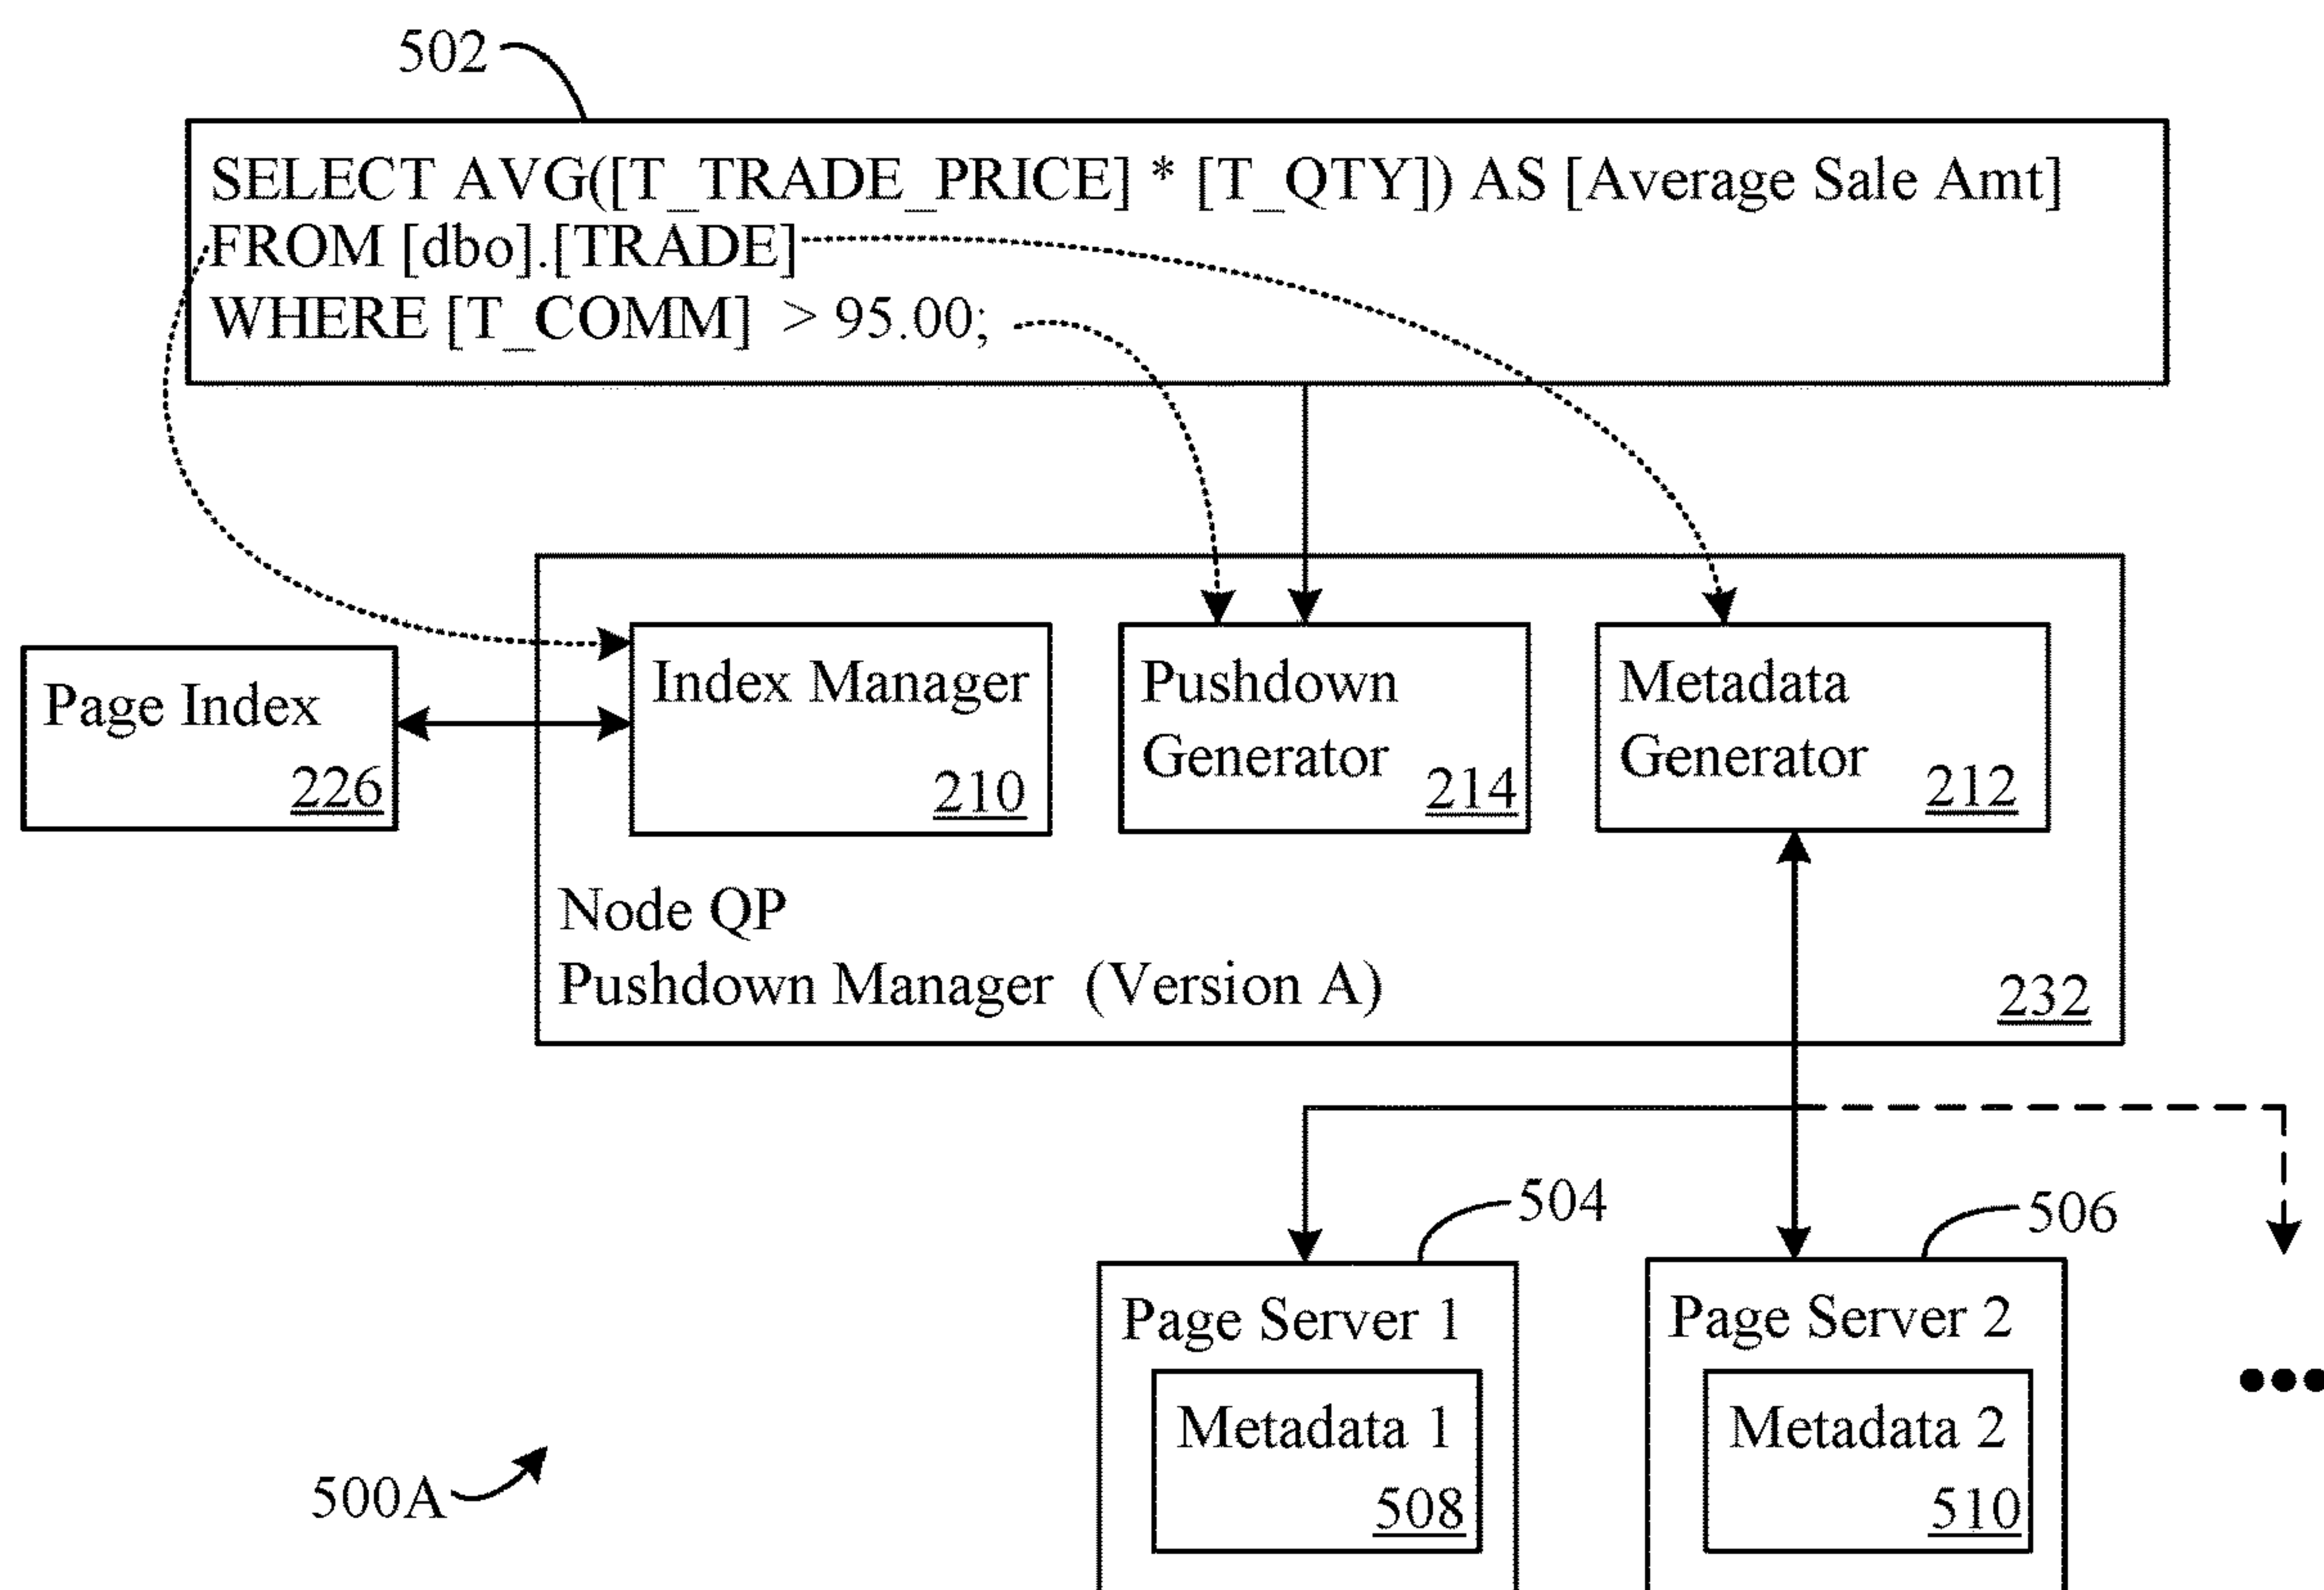 502
SELECT AVG([T_TRADE_PRICE] * [T_QTY]) AS [Average Sale Amt]
FROM [dbo].[TRADE]
WHERE [T_COMM] > 95.00;
Page Index
226
Index Manager
210
Pushdown
Generator
214
Metadata
Generator
212
Node QP
Pushdown Manager (Version A)
232
504
506
Page Server 1
Metadata 1
508
Page Server 2
Metadata 2
510
•••
500A